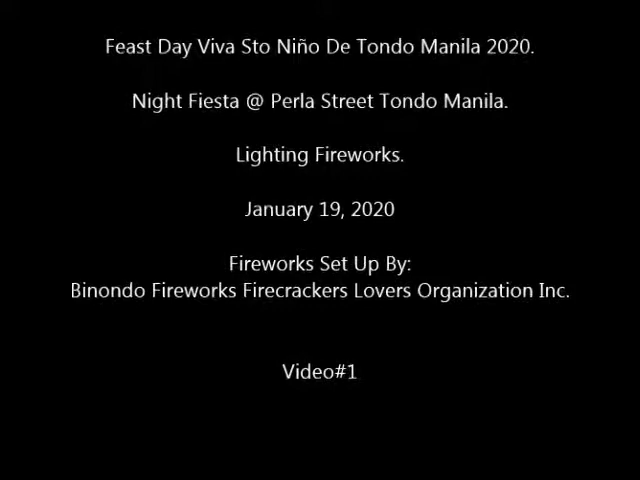 Feast Day Viva Sto Niño De Tondo Manila 2020.
Night Fiesta @ Perla Street Tondo Manila.
Lighting Fireworks.
January 19, 2020
Fireworks Set Up By:
Binondo Fireworks Firecrackers Lovers Organization Inc.
Video#1